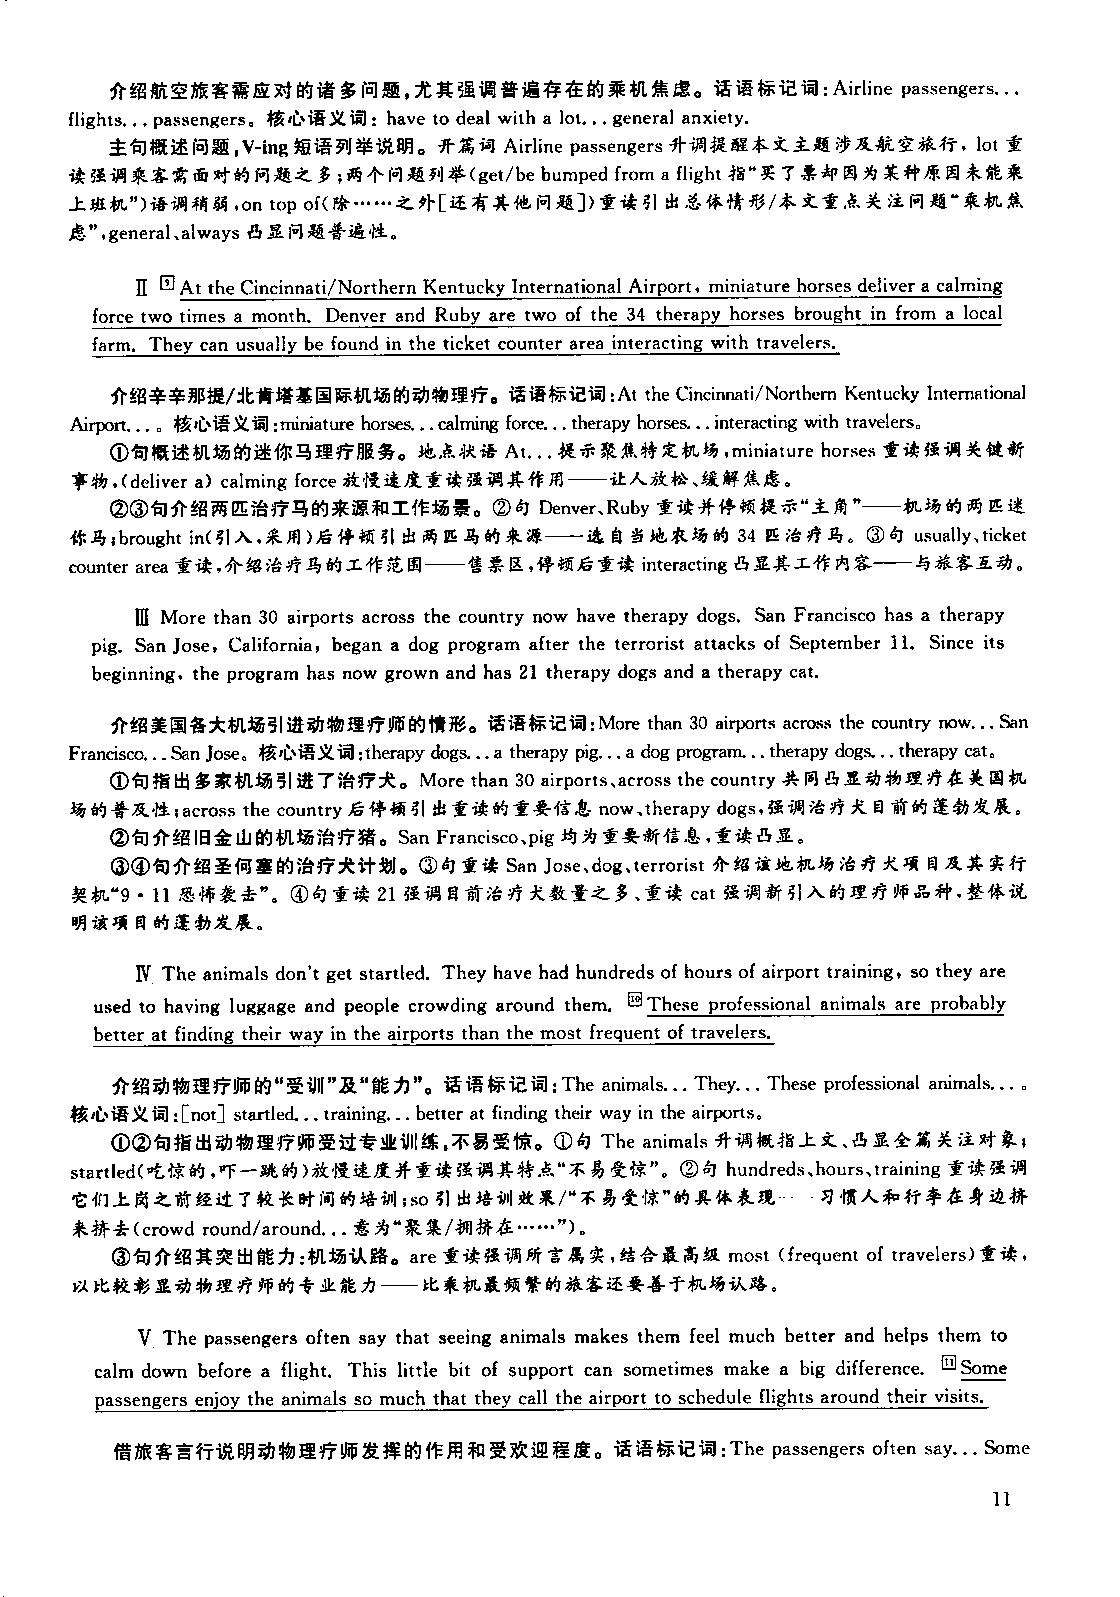 介绍航空旅客需应对的诸多问题,尤其强调普遍存在的乘机焦虑。话语标记词:Airline passengers...
flights...passengers。核心语义词: have to deal with a lot...general anxiety.
主句概述问题,V-ing 短语列举说明。开篇词 Airline passengers 升调提醒本文主题涉及航空旅行,lot 重
读强调乘客需面对的问题之多;两个问题列举(get/be bumped from a flight 指“买了票却因为某种原因未能乘
上班机”)语调稍弱,on top of(除……之外[还有其他问题])重读引出总体情形/本文重点关注问题“乘机焦
虑”,general、always 凸显问题普遍性。
Ⅱ [9] At the Cincinnati/Northern Kentucky International Airport, miniature horses deliver a calming
force two times a month. Denver and Ruby are two of the 34 therapy horses brought in from a local
farm. They can usually be found in the ticket counter area interacting with travelers.
介绍辛辛那提/北肯塔基国际机场的动物理疗。话语标记词:At the Cincinnati/Northern Kentucky International
Airport...。核心语义词:miniature horses...calming force...therapy horses...interacting with travelers。
①句概述机场的迷你马理疗服务。地点状语 At...提示聚焦特定机场,miniature horses 重读强调关键新
事物,(deliver a) calming force 放慢速度重读强调其作用——让人放松、缓解焦虑。
②③句介绍两匹治疗马的来源和工作场景。②句 Denver、Ruby 重读并停顿提示“主角”——机场的两匹迷
你马;brought in(引入,采用)后停顿引出两匹马的来源——选自当地农场的 34 匹治疗马。③句 usually、ticket
counter area 重读,介绍治疗马的工作范围——售票区,停顿后重读 interacting 凸显其工作内容——与旅客互动。
Ⅲ More than 30 airports across the country now have therapy dogs. San Francisco has a therapy
pig. San Jose, California, began a dog program after the terrorist attacks of September 11. Since its
beginning, the program has now grown and has 21 therapy dogs and a therapy cat.
介绍美国各大机场引进动物理疗师的情形。话语标记词:More than 30 airports across the country now...San
Francisco...San Jose。核心语义词:therapy dogs...a therapy pig...a dog program...therapy dogs...therapy cat。
①句指出多家机场引进了治疗犬。More than 30 airports、across the country 共同凸显动物理疗在美国机
场的普及性;across the country 后停顿引出重读的重要信息 now、therapy dogs,强调治疗犬目前的蓬勃发展。
②句介绍旧金山的机场治疗猪。San Francisco、pig 均为重要新信息,重读凸显。
③④句介绍圣何塞的治疗犬计划。③句重读 San Jose、dog、terrorist 介绍该地机场治疗犬项目及其实行
契机“9·11 恐怖袭击”。④句重读 21 强调目前治疗犬数量之多、重读 cat 强调新引入的理疗师品种,整体说
明该项目的蓬勃发展。
Ⅳ The animals don't get startled. They have had hundreds of hours of airport training, so they are
used to having luggage and people crowding around them. [10] These professional animals are probably
better at finding their way in the airports than the most frequent of travelers.
介绍动物理疗师的“受训”及“能力”。话语标记词:The animals...They...These professional animals...。
核心语义词:[not] startled...training...better at finding their way in the airports。
①②句指出动物理疗师受过专业训练,不易受惊。①句 The animals 升调概指上文、凸显全篇关注对象;
startled(吃惊的,吓一跳的)放慢速度并重读强调其特点“不易受惊”。②句 hundreds、hours、training 重读强调
它们上岗之前经过了较长时间的培训;so 引出培训效果/“不易受惊”的具体表现——习惯人和行李在身边挤
来挤去(crowd round/around...意为“聚集/拥挤在……”)。
③句介绍其突出能力:机场认路。are 重读强调所言属实,结合最高级 most (frequent of travelers)重读,
以比较彰显动物理疗师的专业能力——比乘机最频繁的旅客还要善于机场认路。
Ⅴ The passengers often say that seeing animals makes them feel much better and helps them to
calm down before a flight. This little bit of support can sometimes make a big difference. [11] Some
passengers enjoy the animals so much that they call the airport to schedule flights around their visits.
借旅客言行说明动物理疗师发挥的作用和受欢迎程度。话语标记词:The passengers often say...Some
11